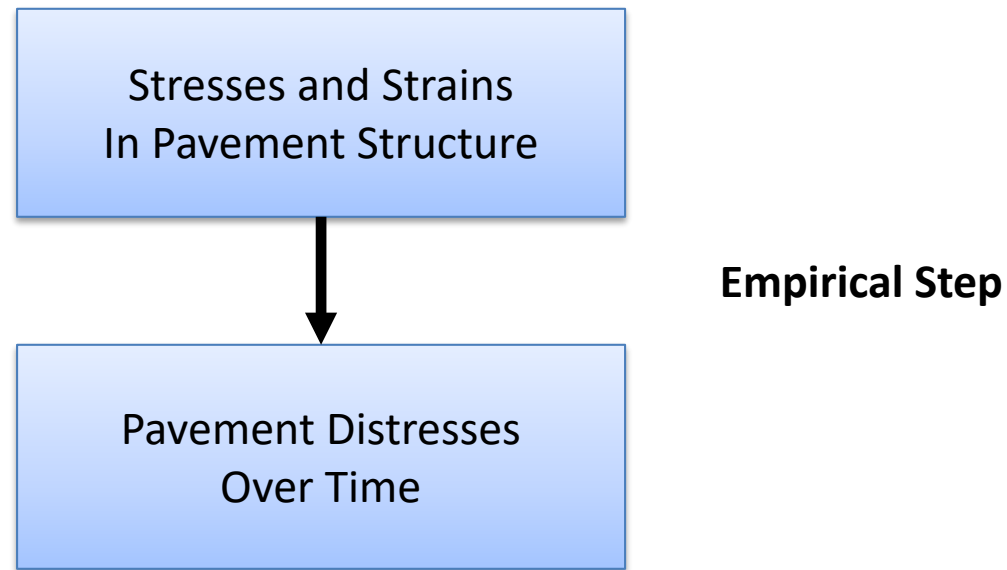 Stresses and Strains
In Pavement Structure
Empirical Step
Pavement Distresses
Over Time